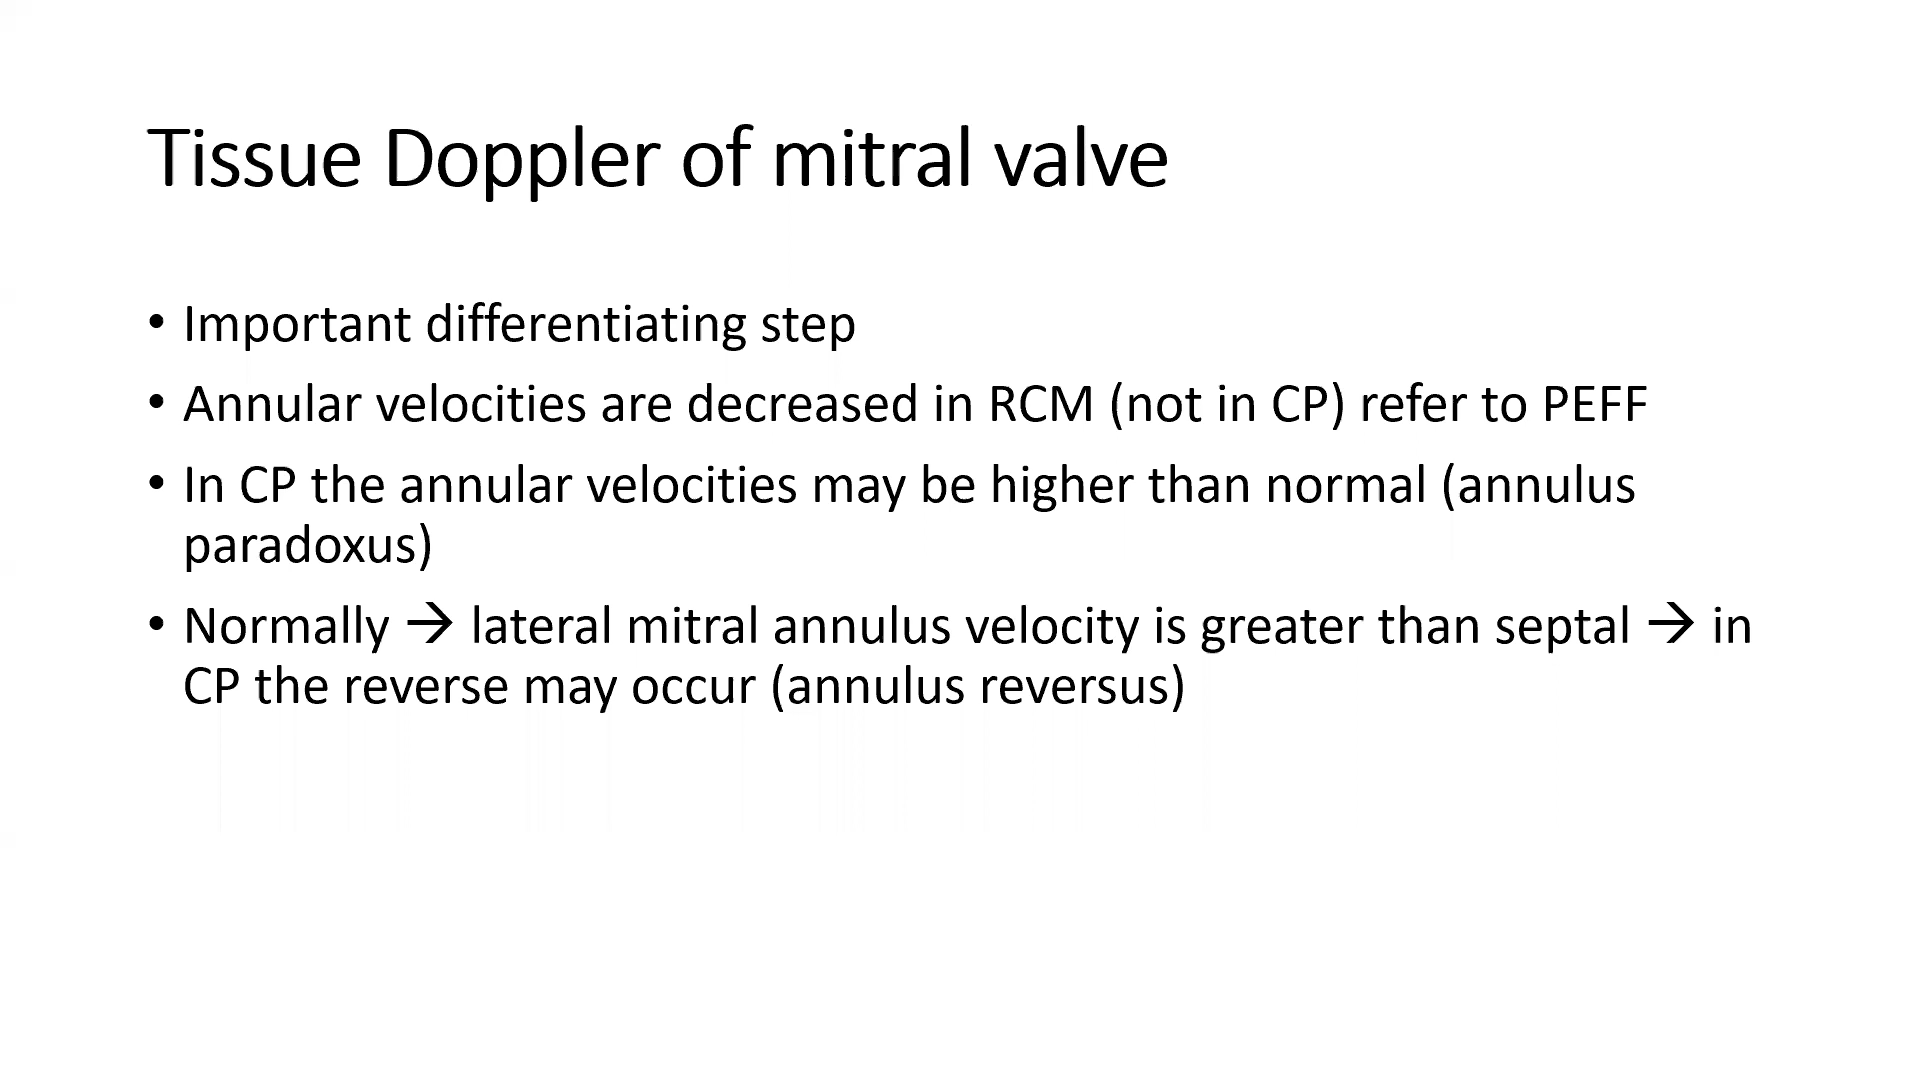 Tissue Doppler of mitral valve
• Important differentiating step
• Annular velocities are decreased in RCM (not in CP) refer to PEFF
• In CP the annular velocities may be higher than normal (annulus
paradoxus)
• Normally → lateral mitral annulus velocity is greater than septal → in
CP the reverse may occur (annulus reversus)